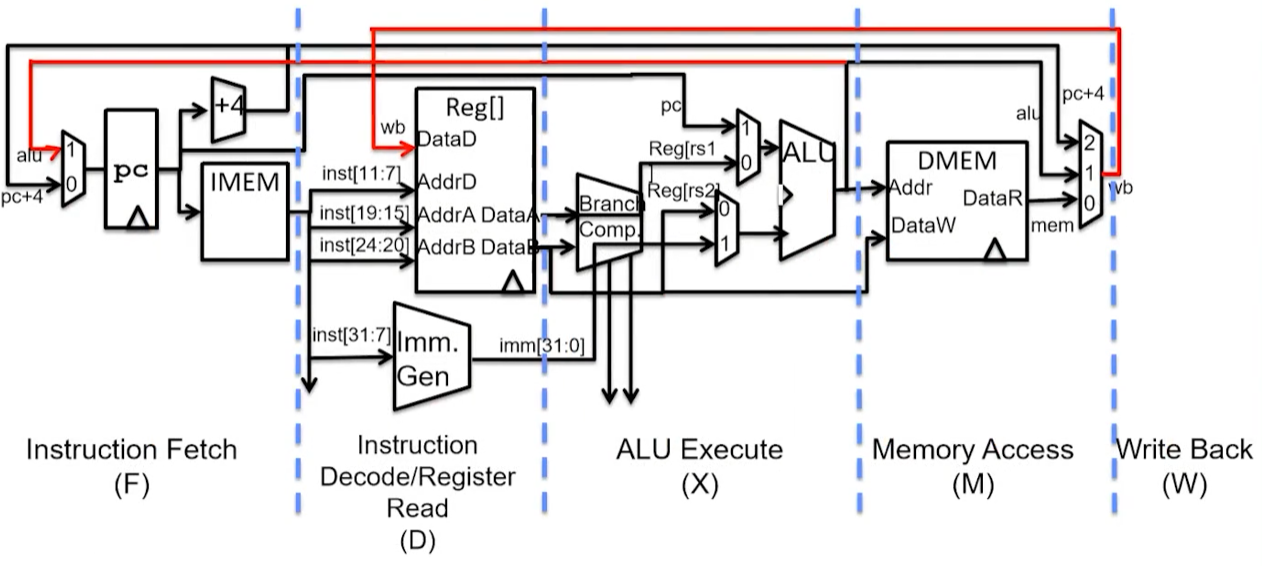 pc+4
alu
1
0
pc+4
pc
+4
IMEM
wb
Reg[]
DataD
AddrD
AddrA DataA
AddrB DataB
inst[11:7]
inst[19:15]
inst[24:20]
inst[31:7]
Imm.
Gen
imm[31:0]
Branch
Comp.
pc
Reg[rs1
Reg[rs2]
1
0
0
1
ALU
alu
DMEM
Addr
DataR
DataW
mem
2
1
0
wb
Instruction Fetch
(F)
Instruction
Decode/Register
Read
(D)
ALU Execute
(X)
Memory Access
(M)
Write Back
(W)